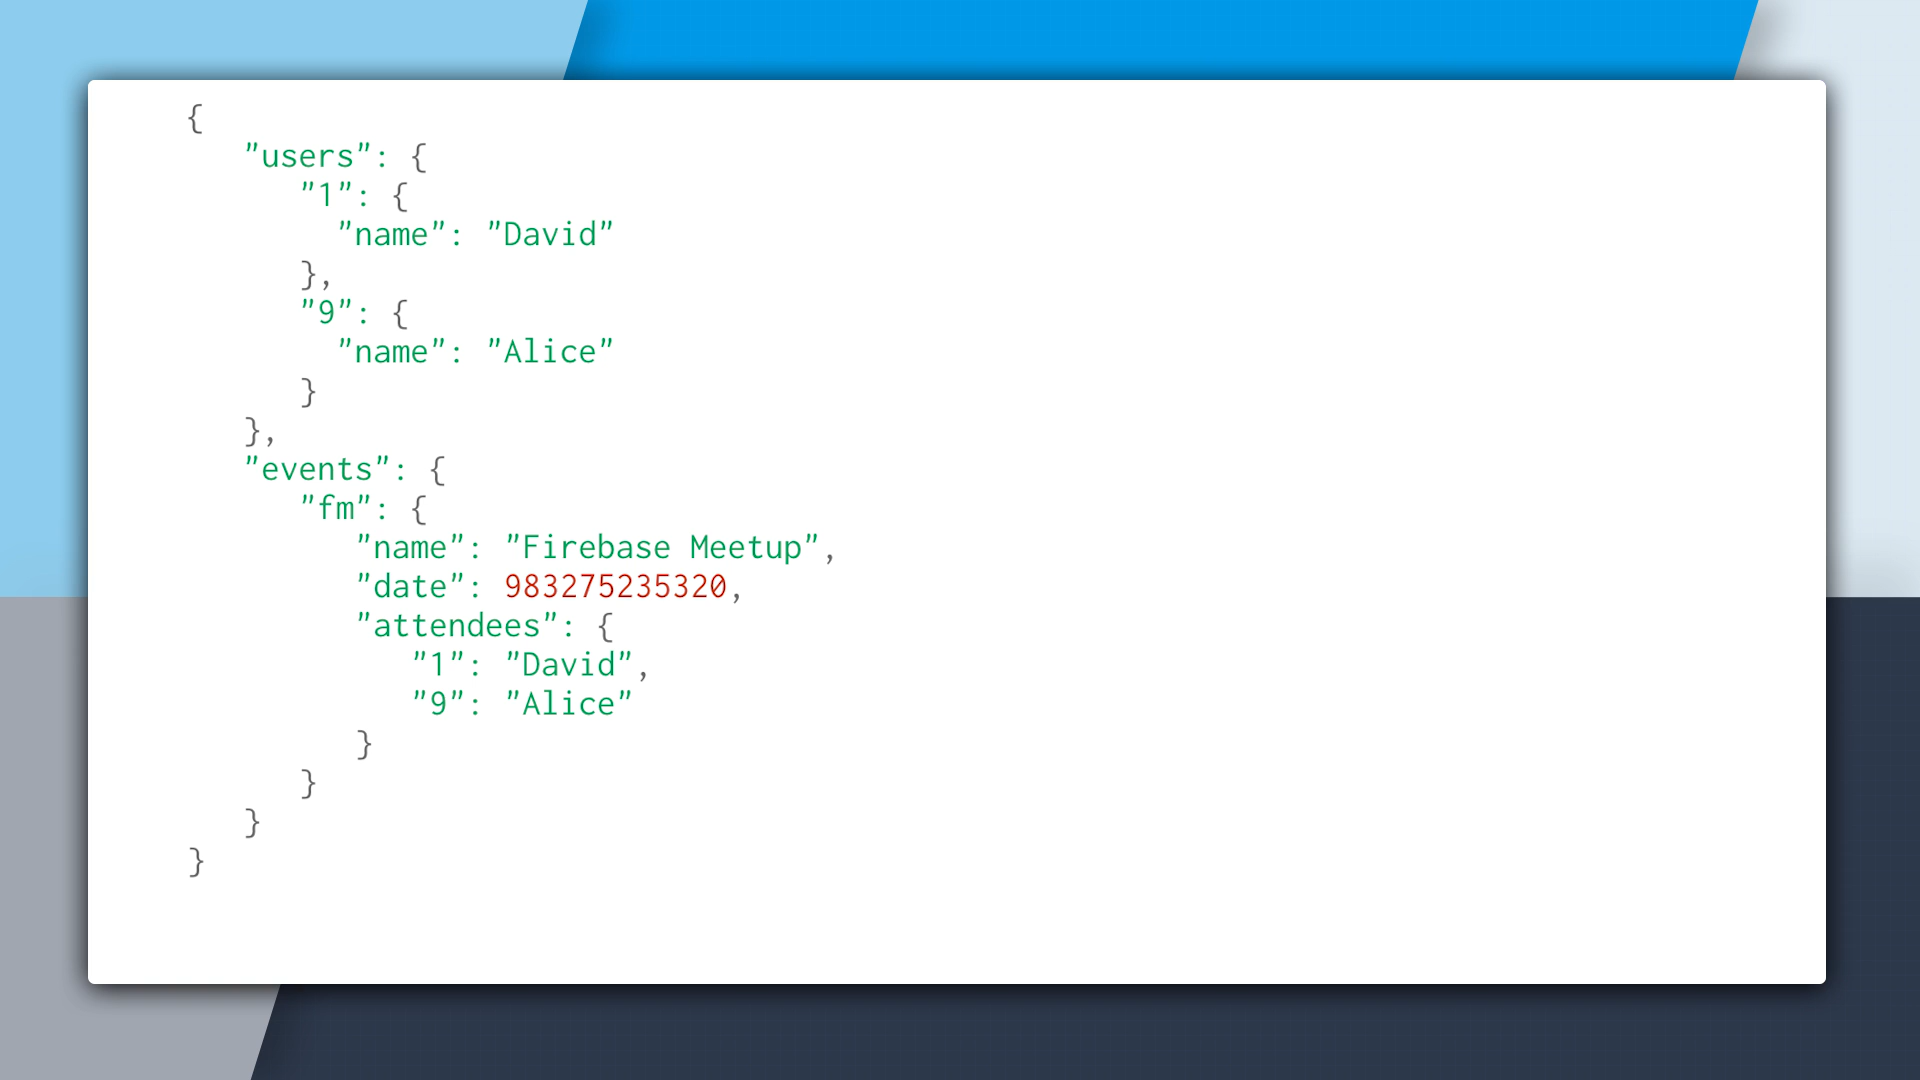 {
"users": {
"1": {
"name": "David"
},
"9": {
"name": "Alice"
}
},
"events": {
"fm": {
"name": "Firebase Meetup",
"date": 983275235320,
"attendees": {
"1": "David",
"9": "Alice"
}
}
}
}